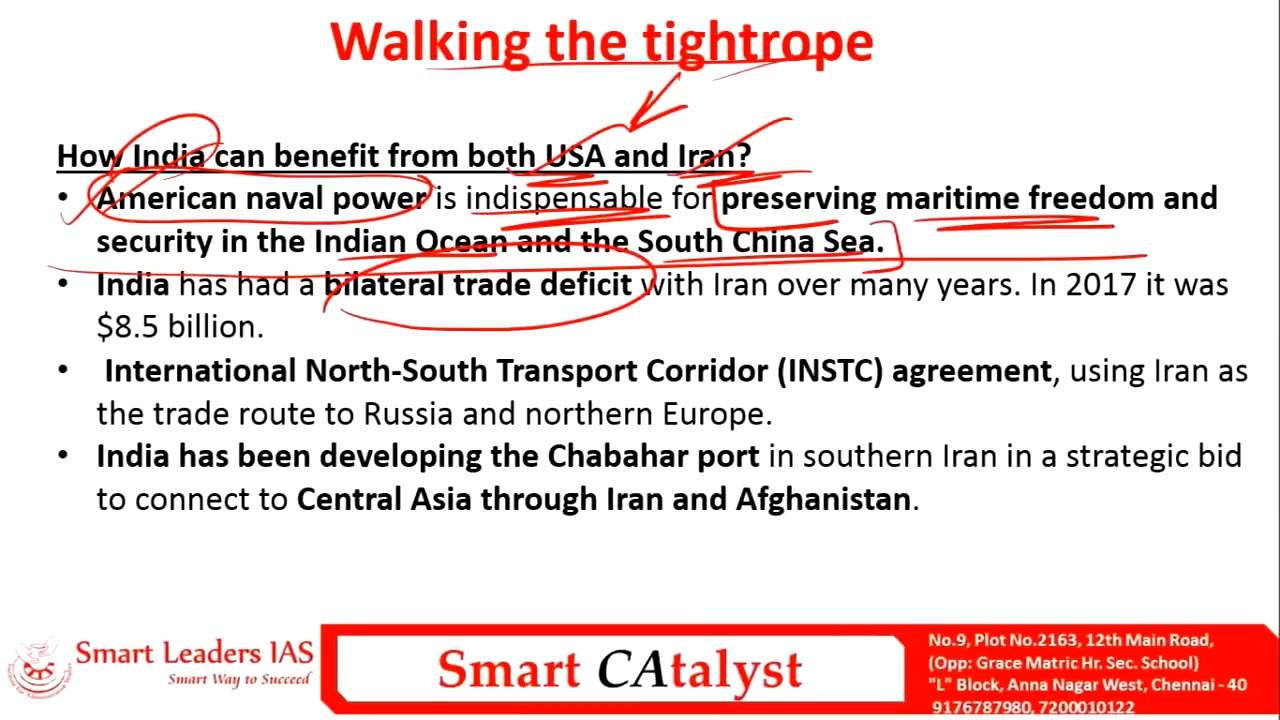 Walking the tightrope
How India can benefit from both USA and Iran?
• American naval power is indispensable for preserving maritime freedom and
security in the Indian Ocean and the South China Sea.
• India has had a bilateral trade deficit with Iran over many years. In 2017 it was
$8.5 billion.
• International North-South Transport Corridor (INSTC) agreement, using Iran as
the trade route to Russia and northern Europe.
• India has been developing the Chabahar port in southern Iran in a strategic bid
to connect to Central Asia through Iran and Afghanistan.
Smart Leaders IAS
Smart Way to Succeed
Smart CAtalyst
No.9, Plot No.2163, 12th Main Road,
(Opp: Grace Matric Hr. Sec. School)
"L" Block, Anna Nagar West, Chennai - 40
9176787980, 7200010122